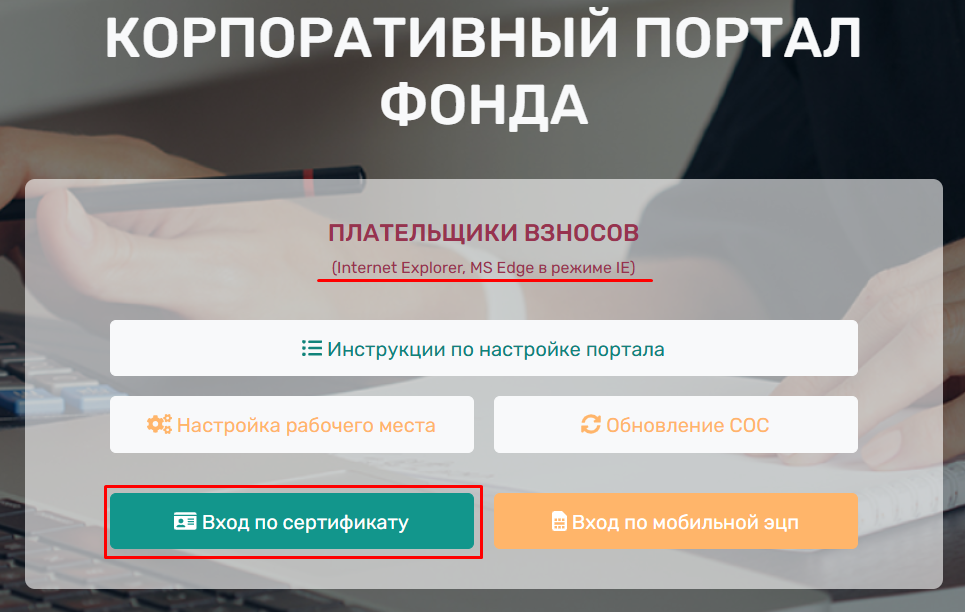 КОРПОРАТИВНЫЙ ПОРТАЛ
ФОНДА
ПЛАТЕЛЬЩИКИ ВЗНОСОВ
(Internet Explorer, MS Edge в режиме IE)
Инструкции по настройке портала
Настройка рабочего места
Обновление СОС
Вход по сертификату
Вход по мобильной эцп